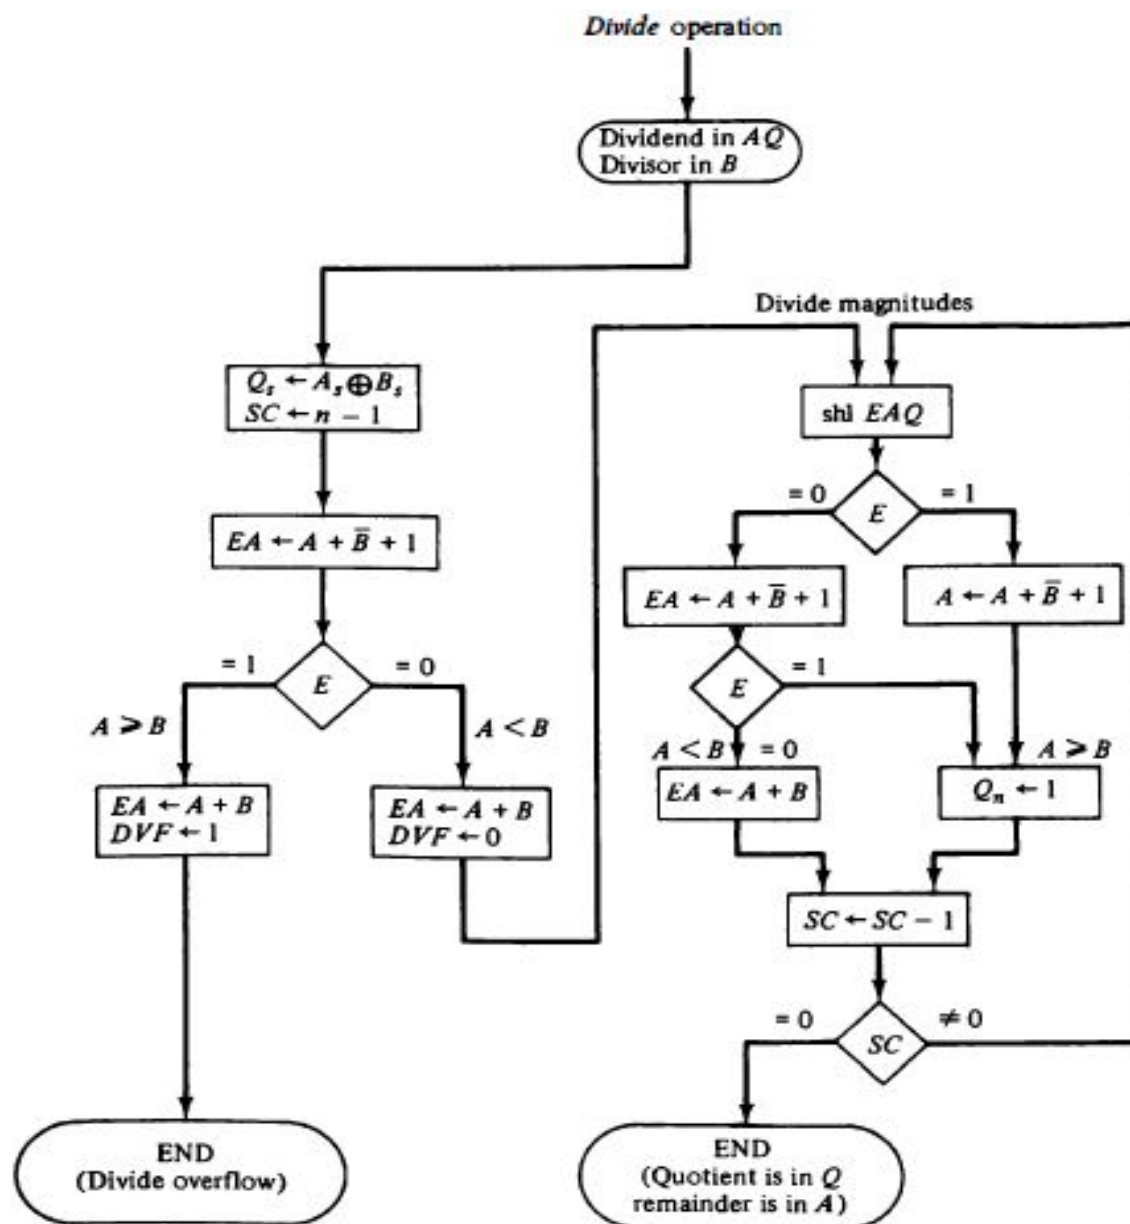 Divide operation
Dividend in AQ
Divisor in B
Divide magnitudes
Qs ← As ⊕ Bs
SC ← n − 1
shl EAQ
= 0
E
= 1
EA ← A + B̅ + 1
EA ← A + B̅ + 1
A ← A + B̅ + 1
= 1
E
= 0
E
= 1
A ⩾ B
A < B
A < B
= 0
A ⩾ B
EA ← A + B
DVF ← 1
EA ← A + B
DVF ← 0
EA ← A + B
Qn ← 1
SC ← SC − 1
= 0
≠ 0
SC
END
(Divide overflow)
END
(Quotient is in Q
remainder is in A)